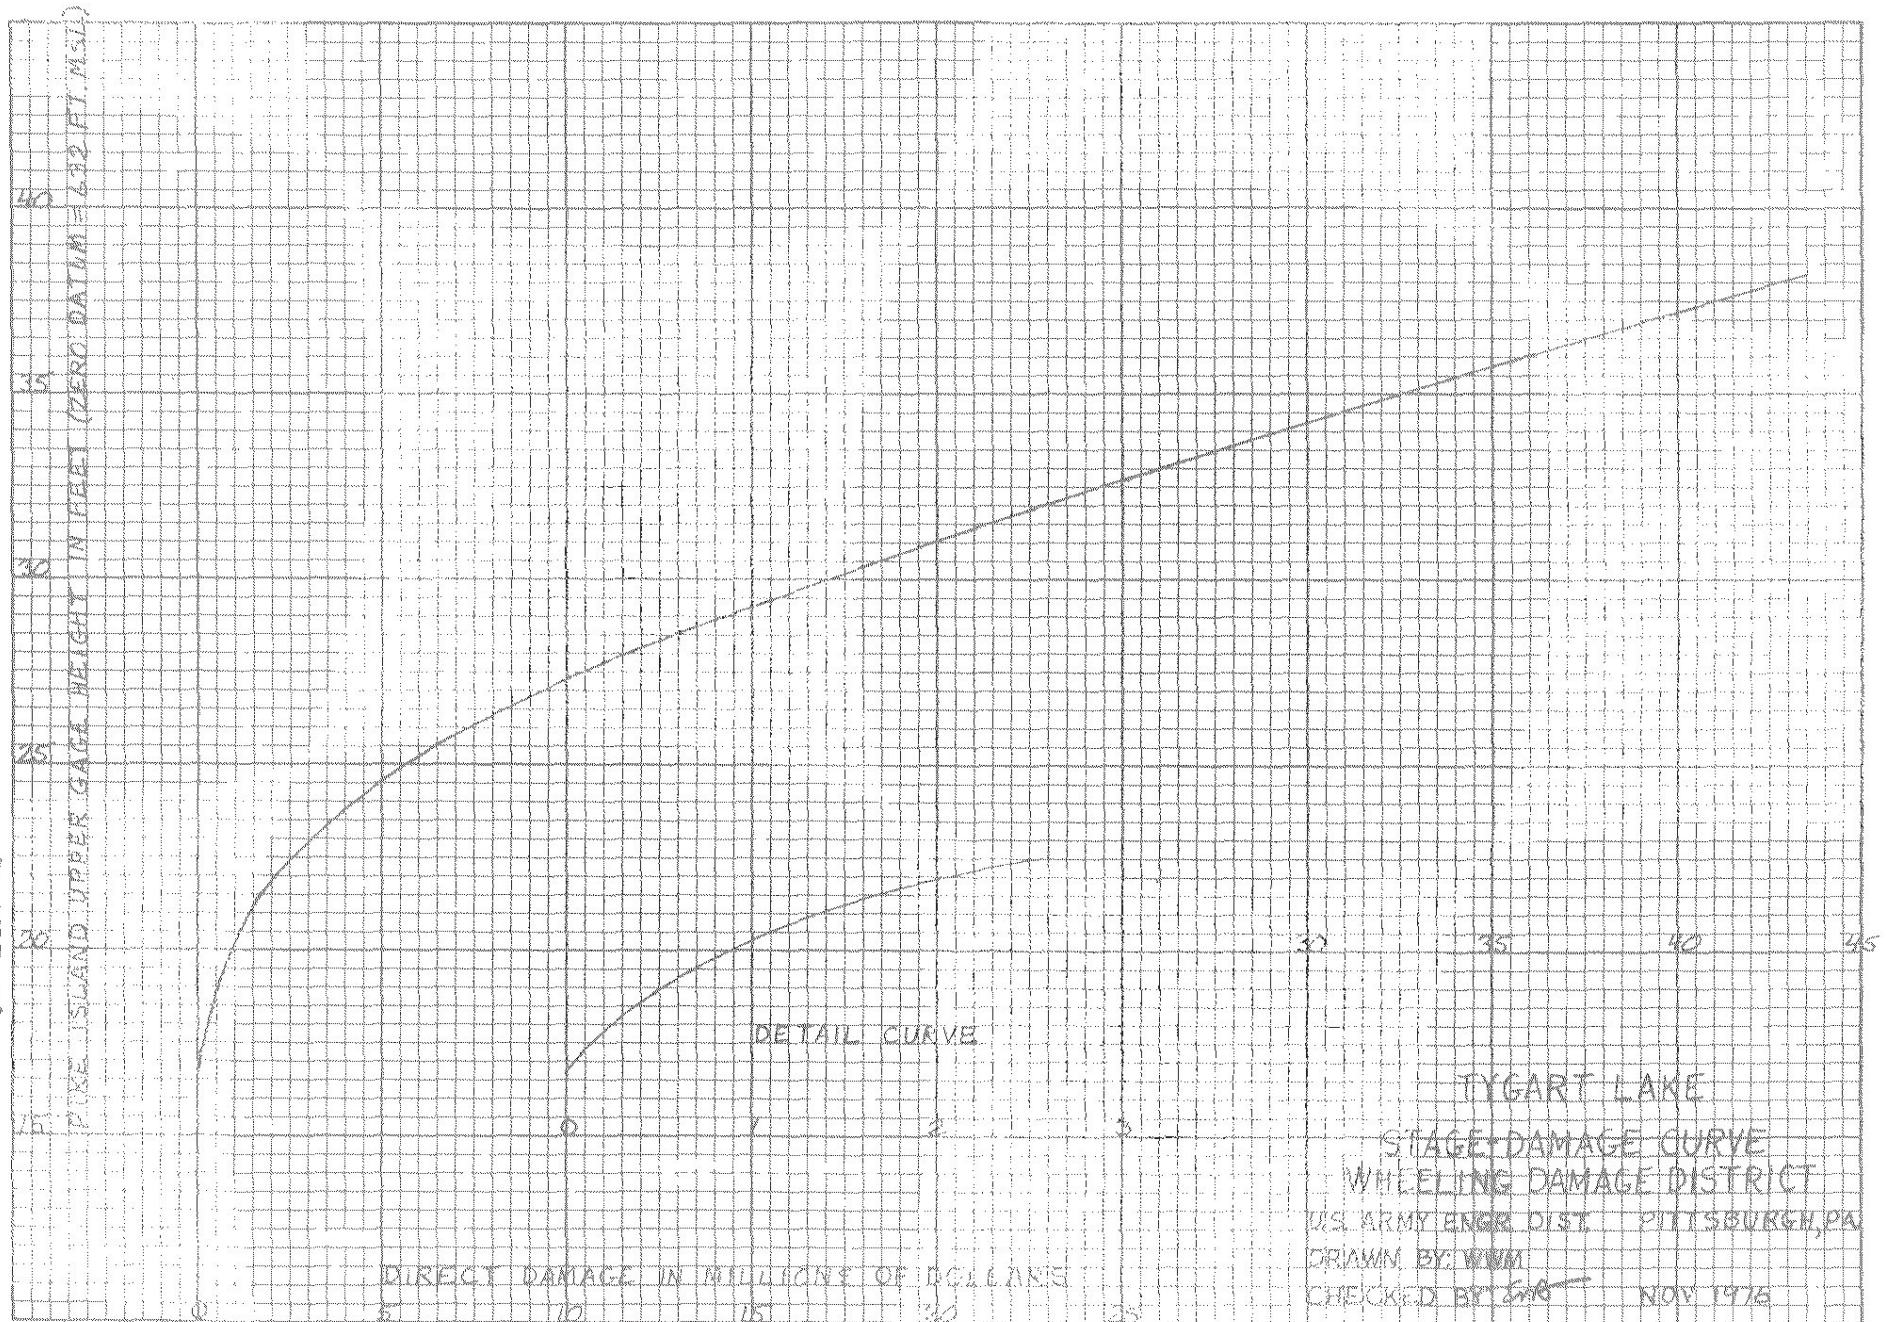 PIKE ISLAND UPPER GAGE HEIGHT IN FEET (ZERO DATUM = 692 FT. MSL)
40
35
30
25
20
15
30 35 40 45
DETAIL CURVE
0 1 2 3
TYGART LAKE
STAGE-DAMAGE CURVE
WHEELING DAMAGE DISTRICT
U.S. ARMY ENGR DIST. PITTSBURGH, PA.
DRAWN BY: WWM
CHECKED BY NOV 1976
DIRECT DAMAGE IN MILLIONS OF DOLLARS
0 5 10 15 20 25